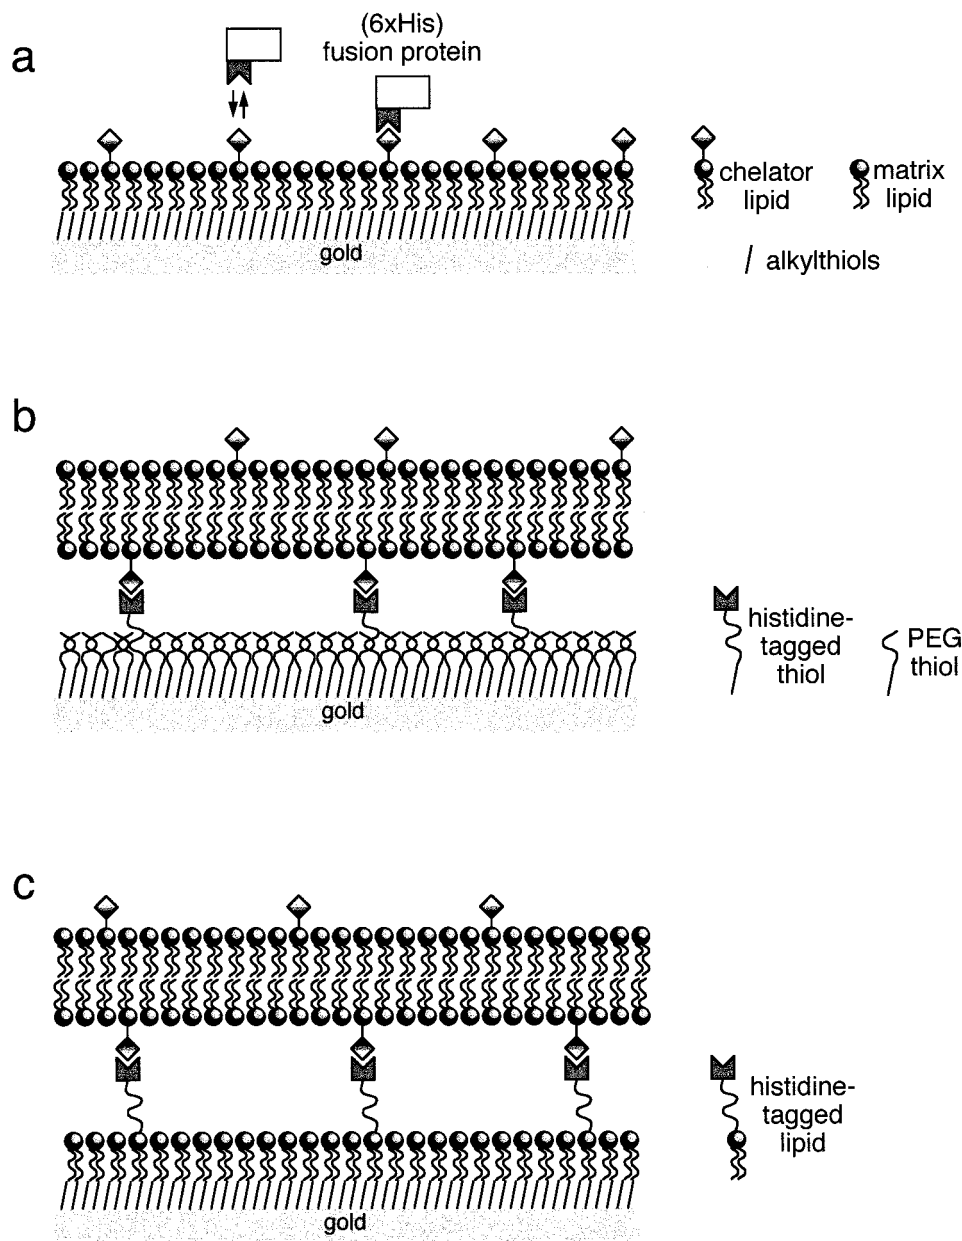 a
(6xHis)
fusion protein
chelator
lipid
matrix
lipid
gold
alkylthiols
b
histidine-
tagged
thiol
PEG
thiol
gold
c
histidine-
tagged
lipid
gold